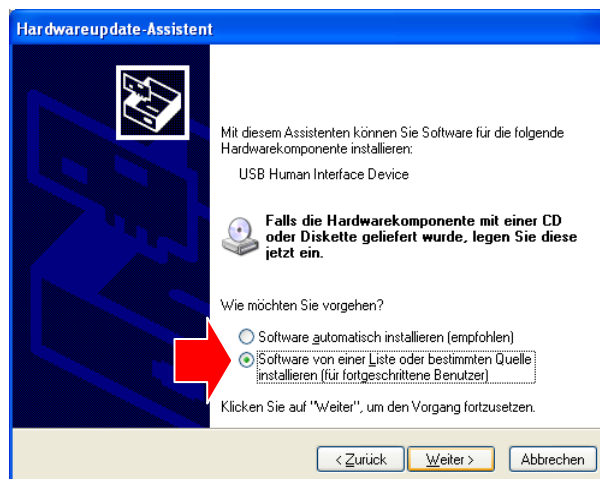 Hardwareupdate-Assistent
Mit diesem Assistenten können Sie Software für die folgende
Hardwarekomponente installieren:
USB Human Interface Device
Falls die Hardwarekomponente mit einer CD
oder Diskette geliefert wurde, legen Sie diese
jetzt ein.
Wie möchten Sie vorgehen?
Software automatisch installieren (empfohlen)
Software von einer Liste oder bestimmten Quelle
installieren (für fortgeschrittene Benutzer)
Klicken Sie auf "Weiter", um den Vorgang fortzusetzen.
< Zurück Weiter > Abbrechen